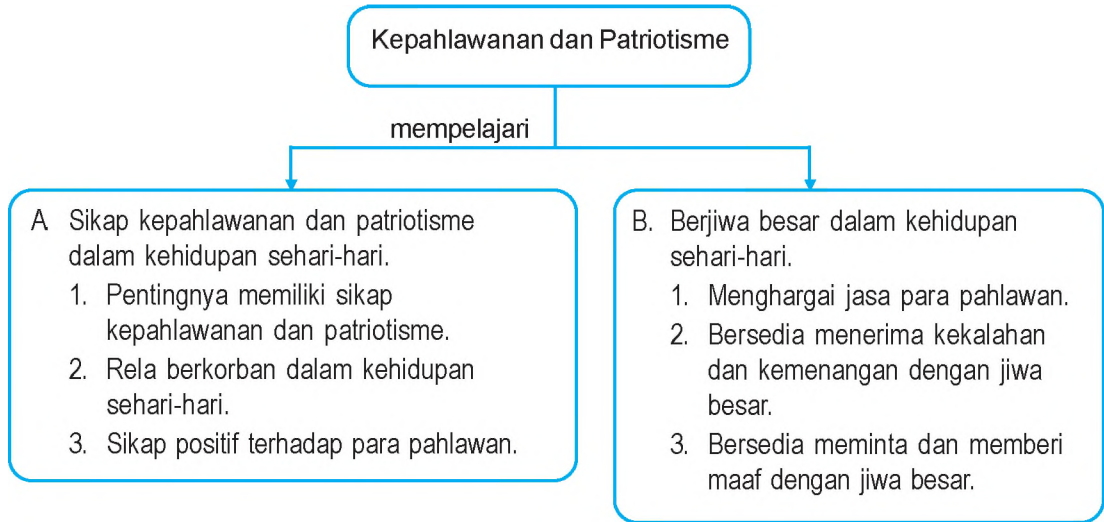 Kepahlawanan dan Patriotisme
mempelajari
A Sikap kepahlawanan dan patriotisme
dalam kehidupan sehari-hari.
1. Pentingnya memiliki sikap
kepahlawanan dan patriotisme.
2. Rela berkorban dalam kehidupan
sehari-hari.
3. Sikap positif terhadap para pahlawan.
B. Berjiwa besar dalam kehidupan
sehari-hari.
1. Menghargai jasa para pahlawan.
2. Bersedia menerima kekalahan
dan kemenangan dengan jiwa
besar.
3. Bersedia meminta dan memberi
maaf dengan jiwa besar.